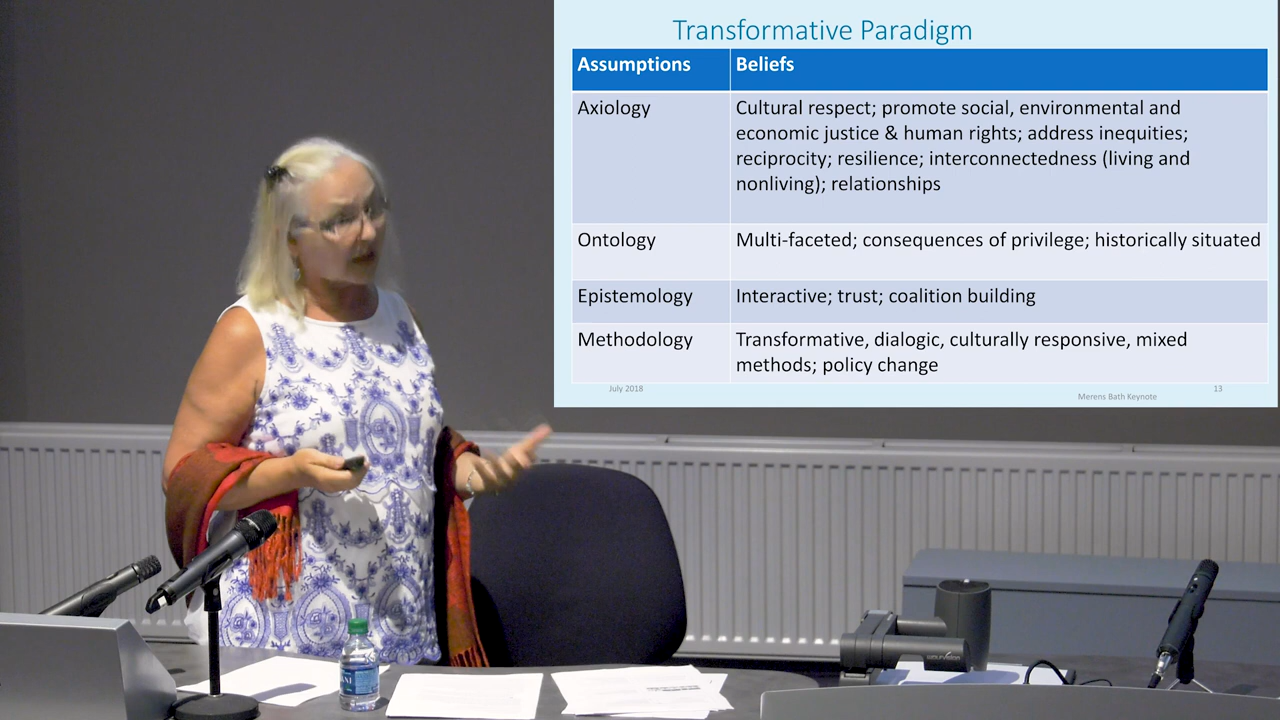 Transformative Paradigm
Assumptions
Beliefs
Axiology
Cultural respect; promote social, environmental and
economic justice & human rights; address inequities;
reciprocity; resilience; interconnectedness (living and
nonliving); relationships
Ontology
Multi-faceted; consequences of privilege; historically situated
Epistemology
Interactive; trust; coalition building
Methodology
Transformative, dialogic, culturally responsive, mixed
methods; policy change
July 2018
Merens Bath Keynote
13
wolfvision